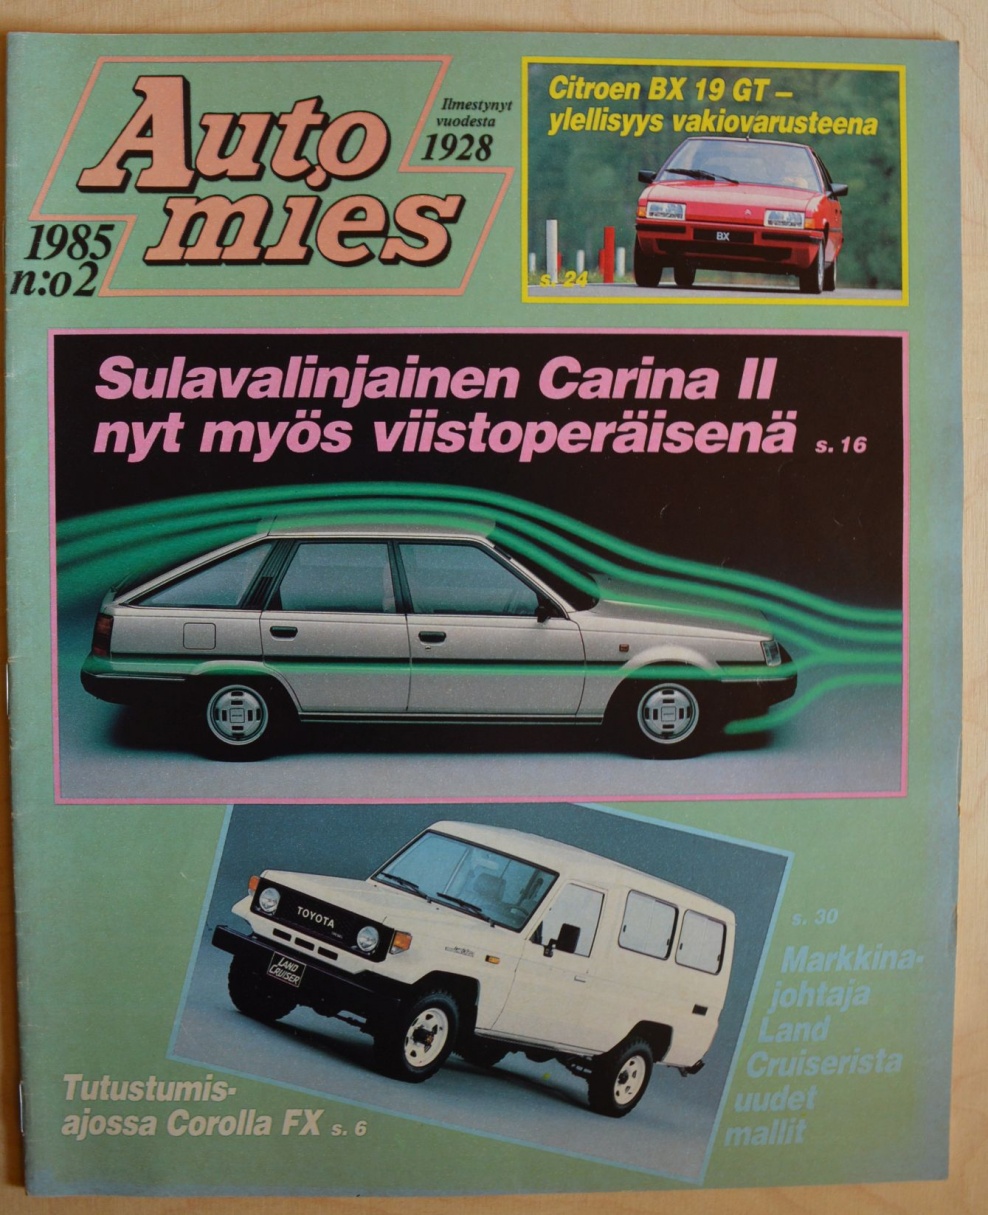 Auto
mies
Ilmestynyt
vuodesta
1928
1985
n:o 2
Citroen BX 19 GT –
ylellisyys vakiovarusteena
BX
s. 24
Sulavalinjainen Carina II
nyt myös viistoperäisenä s. 16
TOYOTA
LAND
CRUISER
s. 30
Markkina-
johtaja
Land
Cruiserista
uudet
mallit
Tutustumis-
ajossa Corolla FX s. 6